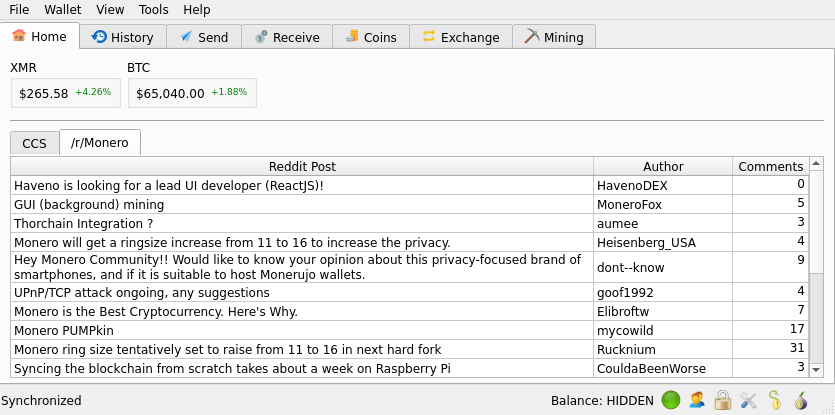 File Wallet View Tools Help
Home History Send Receive Coins Exchange Mining
XMR BTC
$265.58 +4.26% $65,040.00 +1.88%
CCS /r/Monero
Reddit Post Author Comments
Haveno is looking for a lead UI developer (ReactJS)! HavenoDEX 0
GUI (background) mining MoneroFox 5
Thorchain Integration ? aumee 3
Monero will get a ringsize increase from 11 to 16 to increase the privacy. Heisenberg_USA 4
Hey Monero Community!! Would like to know your opinion about this privacy-focused brand of
smartphones, and if it is suitable to host Monerujo wallets. dont--know 9
UPnP/TCP attack ongoing, any suggestions goof1992 4
Monero is the Best Cryptocurrency. Here's Why. Elibroftw 7
Monero PUMPkin mycowild 17
Monero ring size tentatively set to raise from 11 to 16 in next hard fork Rucknium 31
Syncing the blockchain from scratch takes about a week on Raspberry Pi CouldaBeenWorse 3
Synchronized Balance: HIDDEN